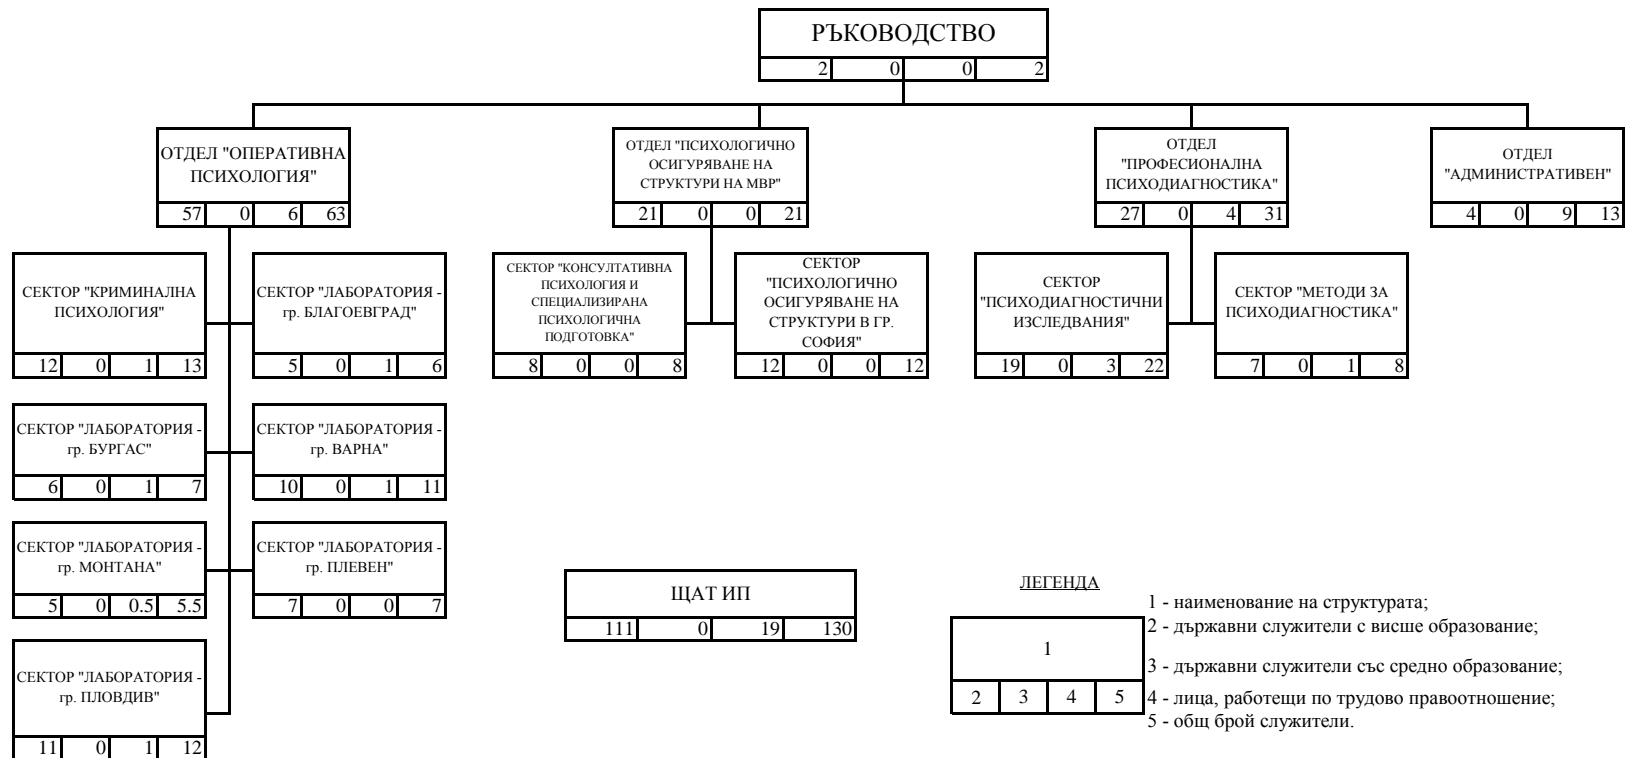 РЪКОВОДСТВО
2 0 0 2
ОТДЕЛ "ОПЕРАТИВНА
ПСИХОЛОГИЯ"
57 0 6 63
ОТДЕЛ "ПСИХОЛОГИЧНО
ОСИГУРЯВАНЕ НА
СТРУКТУРИ НА МВР"
21 0 0 21
ОТДЕЛ
"ПРОФЕСИОНАЛНА
ПСИХОДИАГНОСТИКА"
27 0 4 31
ОТДЕЛ
"АДМИНИСТРАТИВЕН"
4 0 9 13
СЕКТОР "КРИМИНАЛНА
ПСИХОЛОГИЯ"
12 0 1 13
СЕКТОР "ЛАБОРАТОРИЯ -
гр. БЛАГОЕВГРАД"
5 0 1 6
СЕКТОР "КОНСУЛТАТИВНА
ПСИХОЛОГИЯ И
СПЕЦИАЛИЗИРАНА
ПСИХОЛОГИЧНА
ПОДГОТОВКА"
8 0 0 8
СЕКТОР
"ПСИХОЛОГИЧНО
ОСИГУРЯВАНЕ НА
СТРУКТУРИ В ГР.
СОФИЯ"
12 0 0 12
СЕКТОР
"ПСИХОДИАГНОСТИЧНИ
ИЗСЛЕДВАНИЯ"
19 0 3 22
СЕКТОР "МЕТОДИ ЗА
ПСИХОДИАГНОСТИКА"
7 0 1 8
СЕКТОР "ЛАБОРАТОРИЯ -
гр. БУРГАС"
6 0 1 7
СЕКТОР "ЛАБОРАТОРИЯ -
гр. ВАРНА"
10 0 1 11
СЕКТОР "ЛАБОРАТОРИЯ -
гр. МОНТАНА"
5 0 0.5 5.5
СЕКТОР "ЛАБОРАТОРИЯ -
гр. ПЛЕВЕН"
7 0 0 7
СЕКТОР "ЛАБОРАТОРИЯ -
гр. ПЛОВДИВ"
11 0 1 12
ЩАТ ИП
111 0 19 130
ЛЕГЕНДА
1
2 3 4 5
1 - наименование на структурата;
2 - държавни служители с висше образование;
3 - държавни служители със средно образование;
4 - лица, работещи по трудово правоотношение;
5 - общ брой служители.